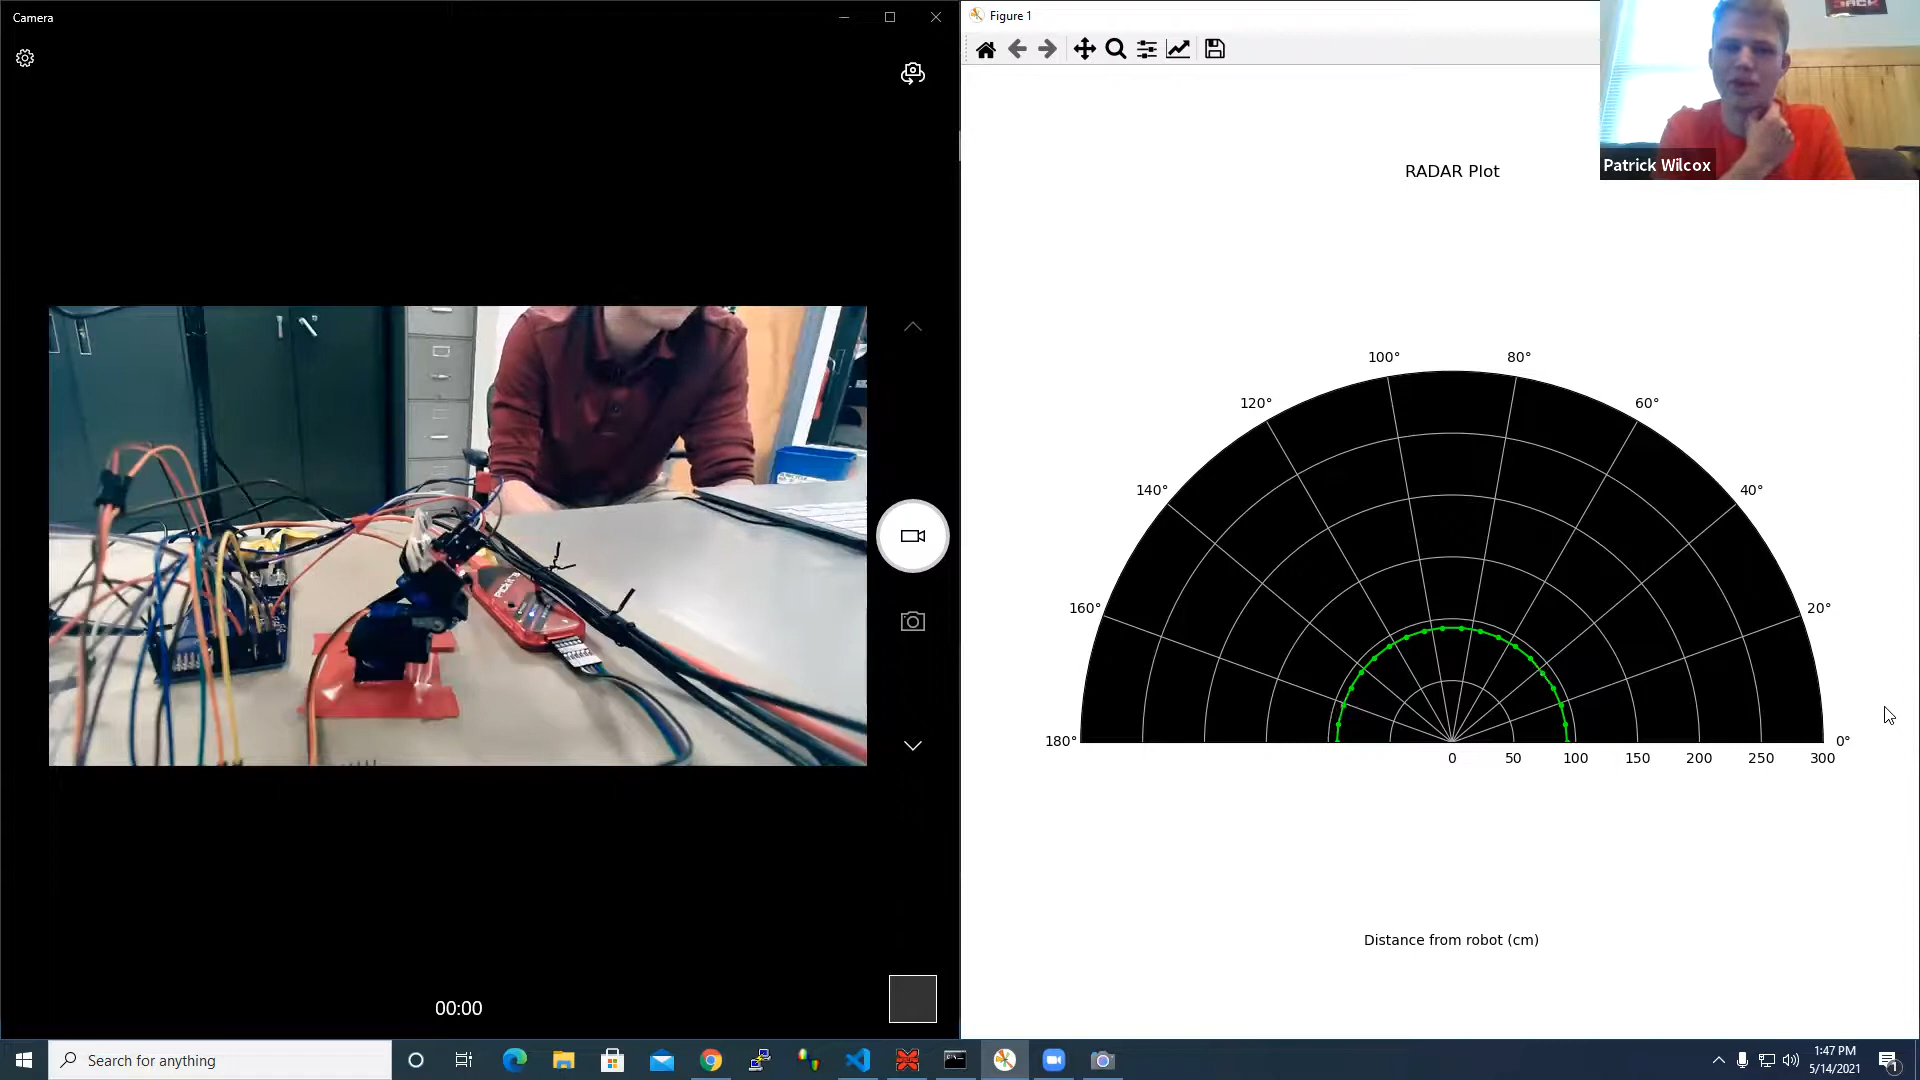 Camera
Figure 1
Patrick Wilcox
RADAR Plot
100°
80°
120°
60°
140°
40°
160°
20°
180°
0°
0
50
100
150
200
250
300
Distance from robot (cm)
00:00
Search for anything
1:47 PM
5/14/2021
1